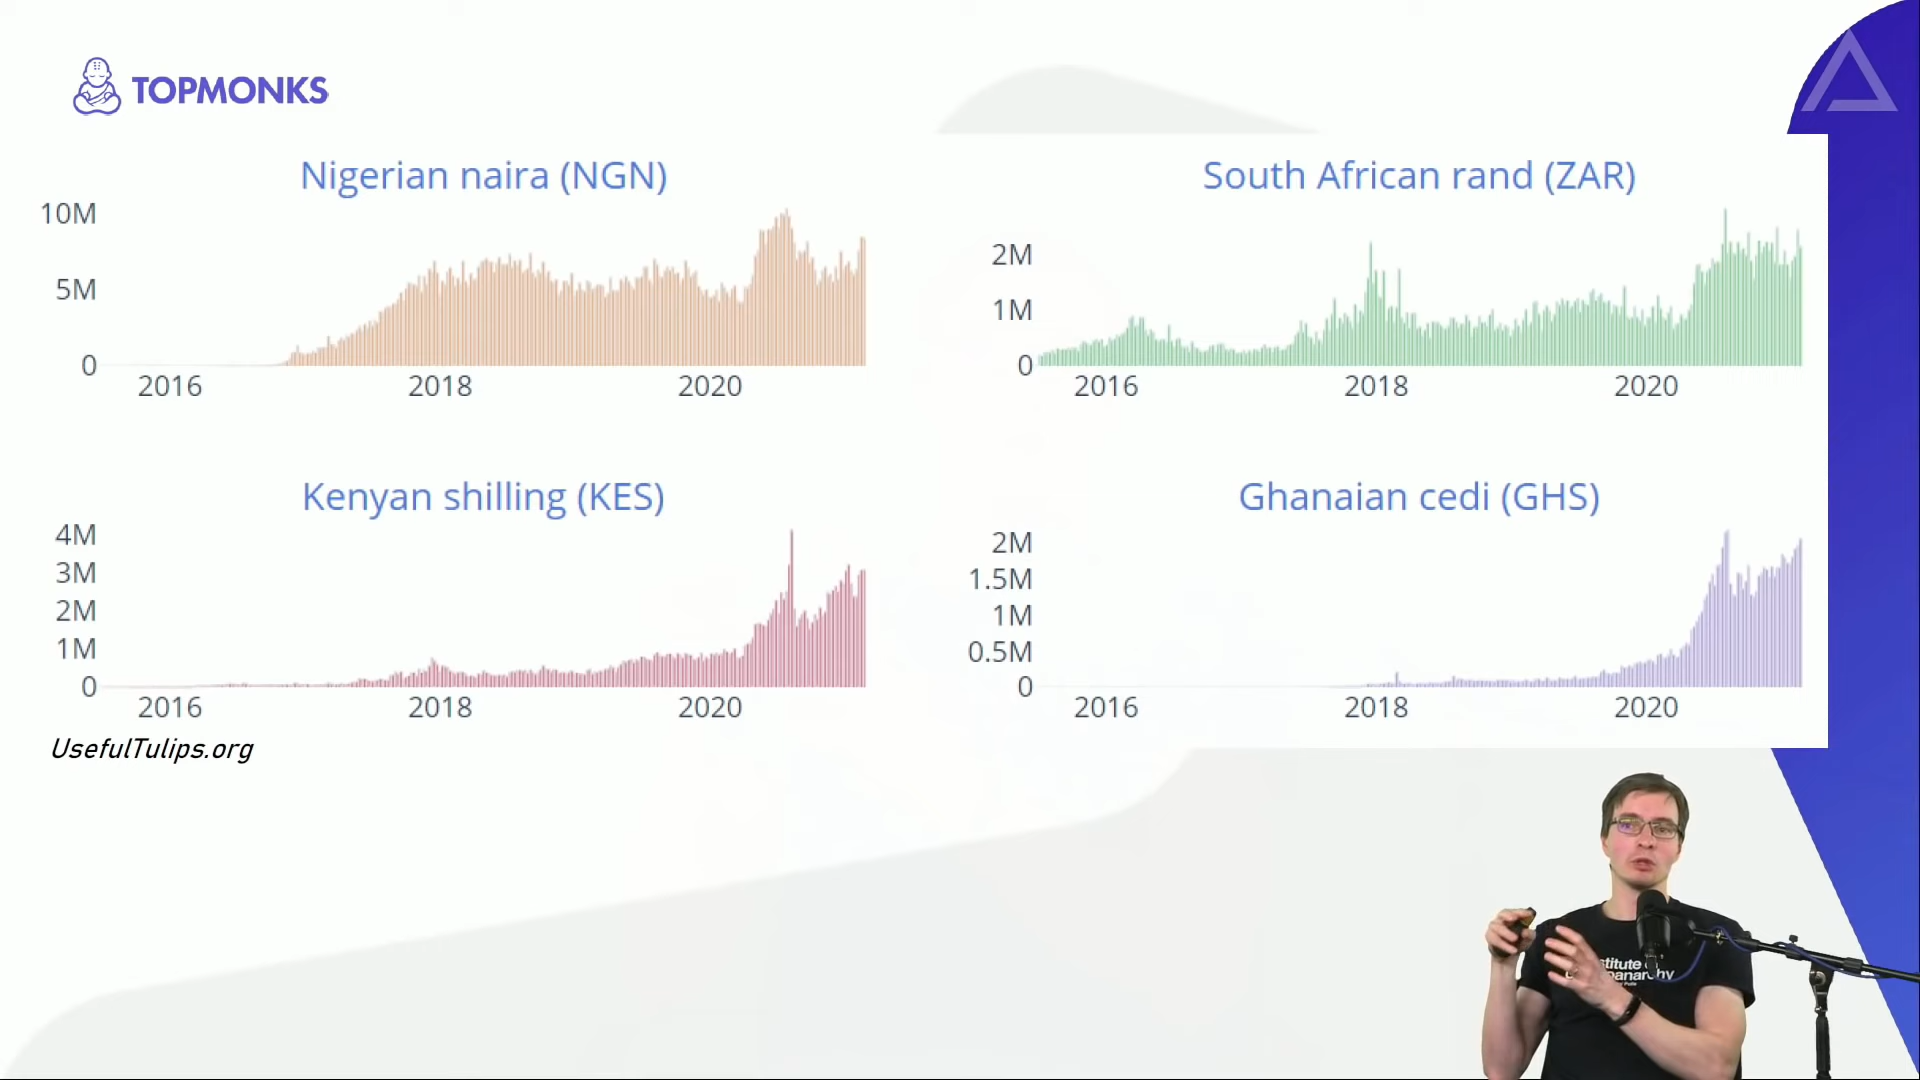 TOPMONKS
Nigerian naira (NGN)
10M
5M
0
2016 2018 2020
South African rand (ZAR)
2M
1M
0
2016 2018 2020
Kenyan shilling (KES)
4M
3M
2M
1M
0
2016 2018 2020
Ghanaian cedi (GHS)
2M
1.5M
1M
0.5M
0
2016 2018 2020
UsefulTulips.org